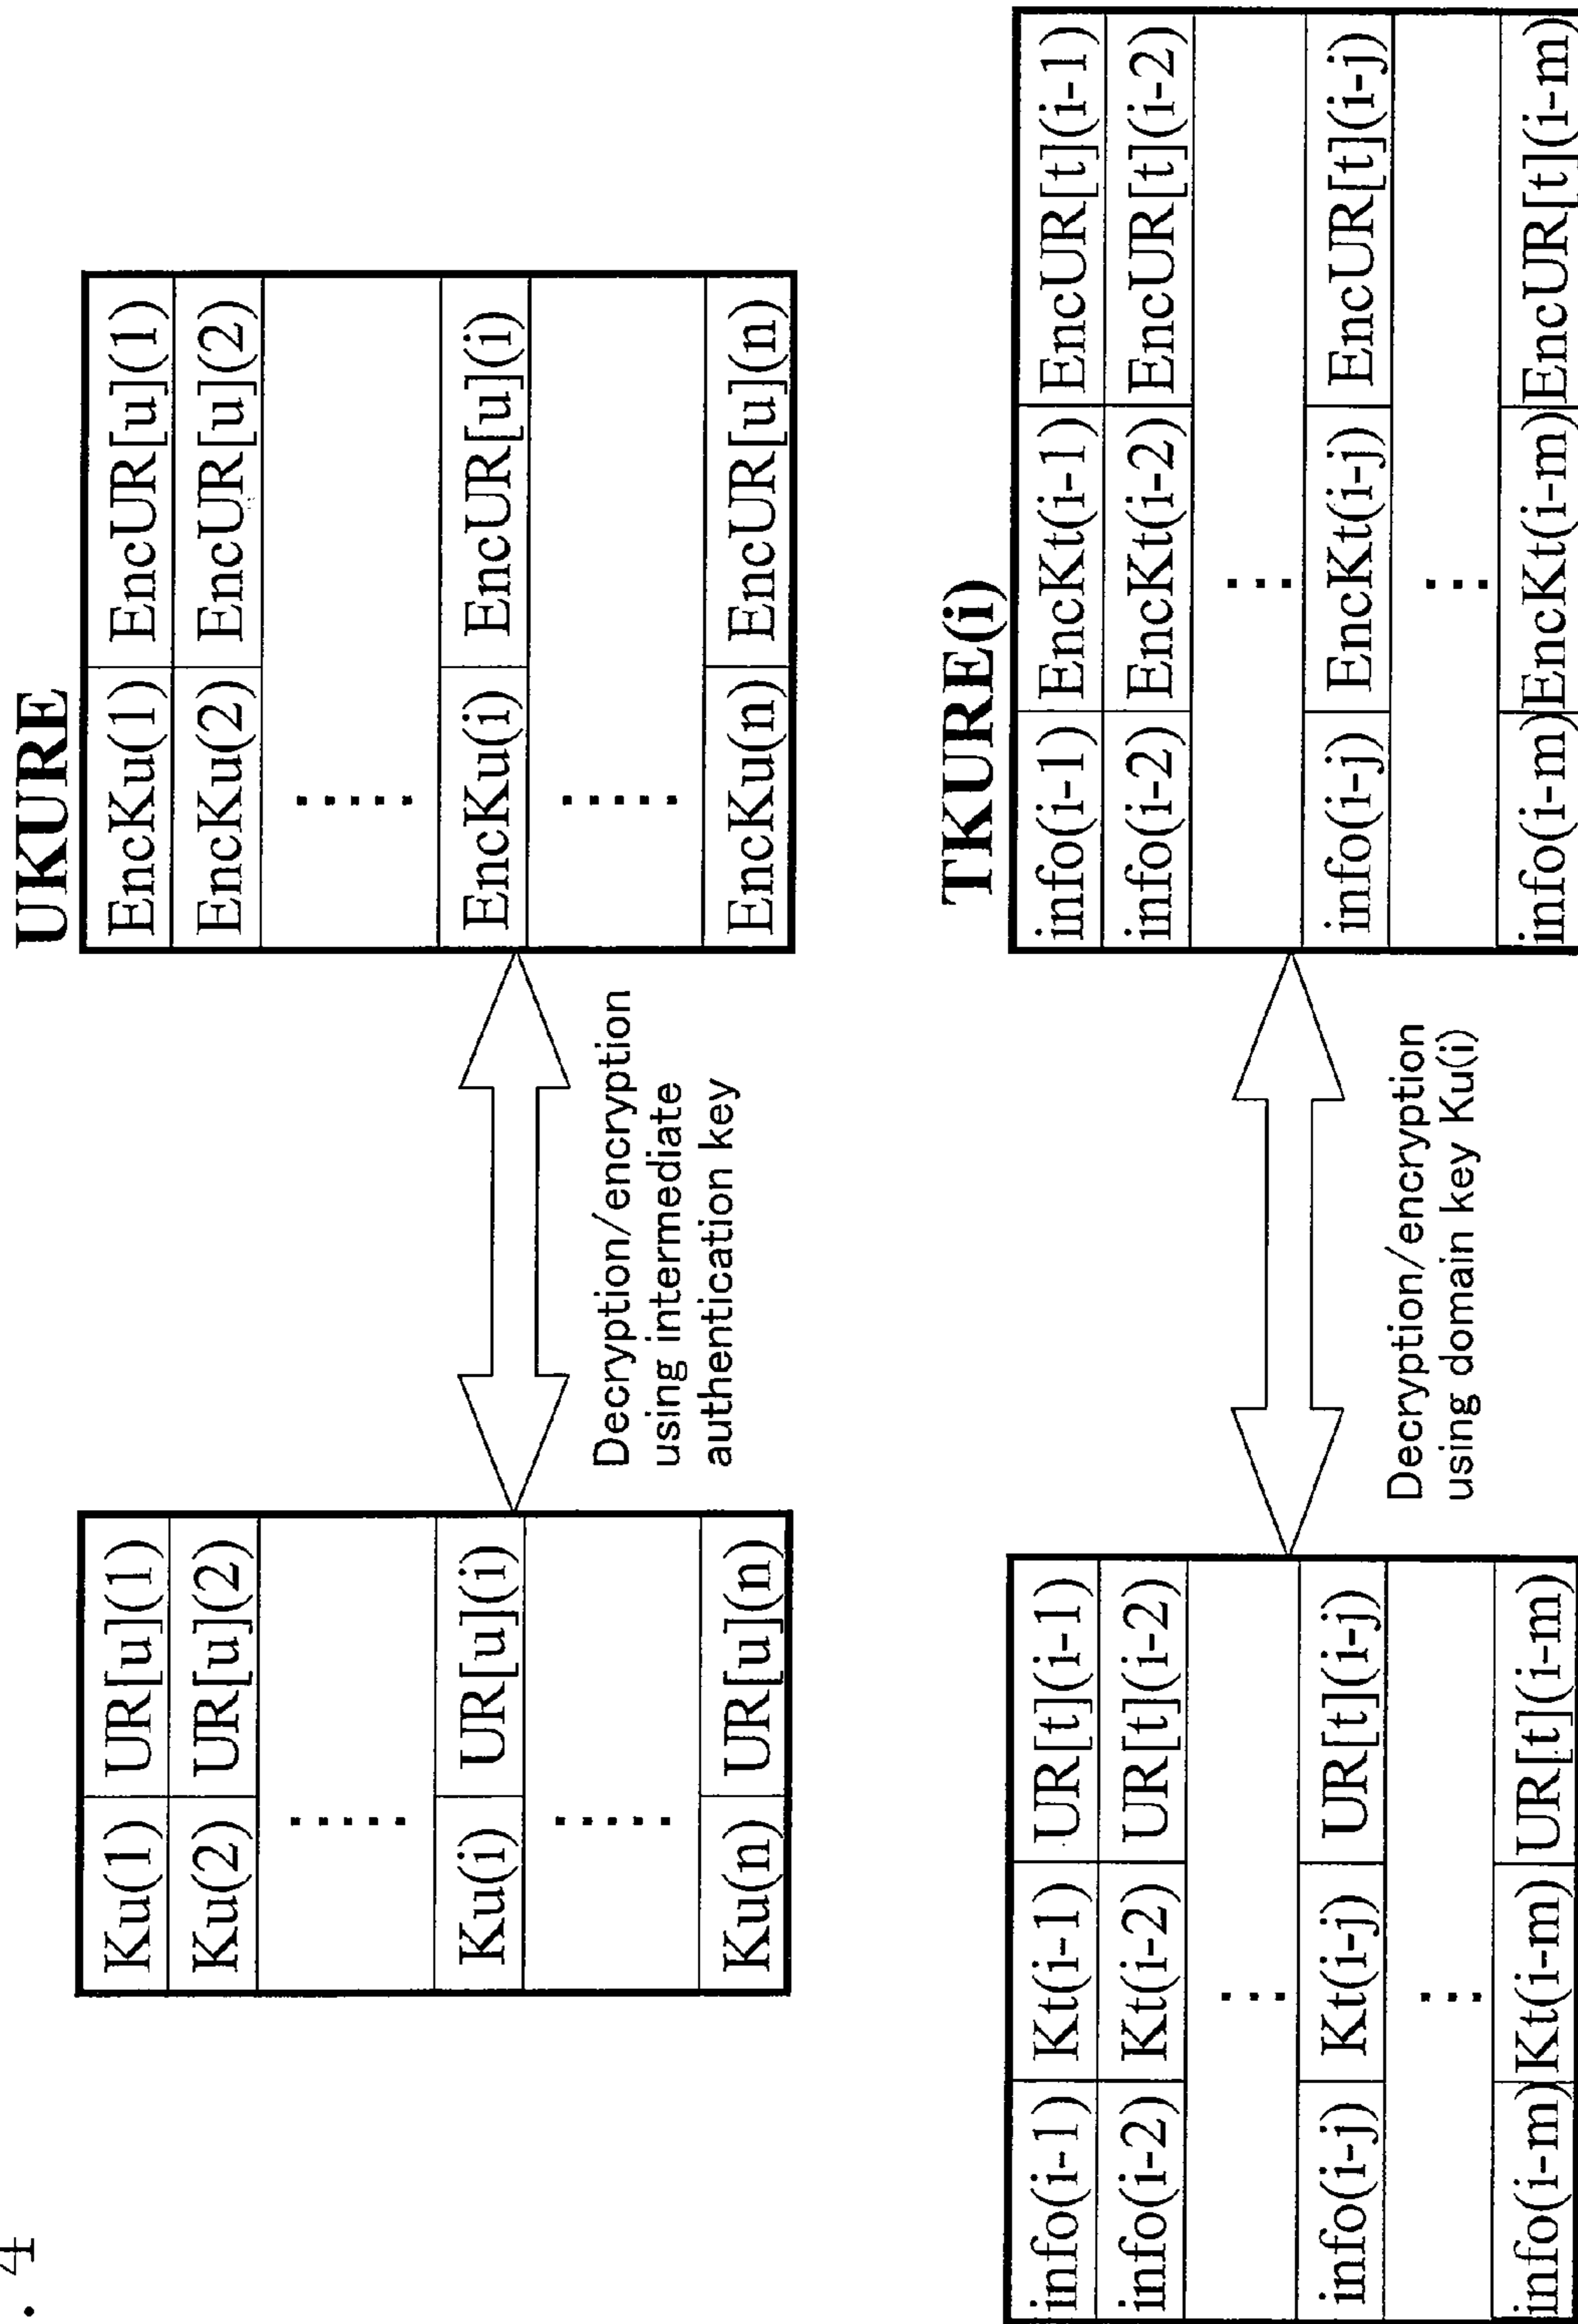 . 4
UKURE
Ku(1) UR[u](1)
Ku(2) UR[u](2)
.....
Ku(i) UR[u](i)
.....
Ku(n) UR[u](n)
Decryption/encryption
using intermediate
authentication key
EncKu(1) EncUR[u](1)
EncKu(2) EncUR[u](2)
.....
EncKu(i) EncUR[u](i)
.....
EncKu(n) EncUR[u](n)
TKURE(i)
info(i-1) Kt(i-1) UR[t](i-1)
info(i-2) Kt(i-2) UR[t](i-2)
...
info(i-j) Kt(i-j) UR[t](i-j)
...
info(i-m) Kt(i-m) UR[t](i-m)
Decryption/encryption
using domain key Ku(i)
info(i-1) EncKt(i-1) EncUR[t](i-1)
info(i-2) EncKt(i-2) EncUR[t](i-2)
...
info(i-j) EncKt(i-j) EncUR[t](i-j)
...
info(i-m) EncKt(i-m) EncUR[t](i-m)